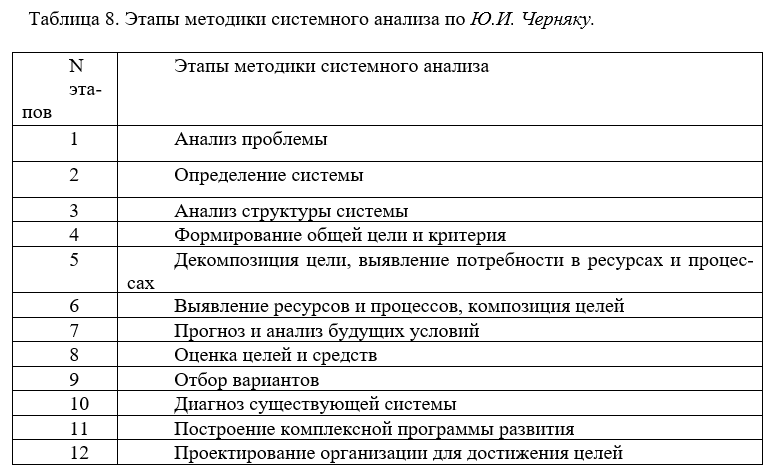 Таблица 8. Этапы методики системного анализа по Ю.И. Черняку.
N эта-пов Этапы методики системного анализа
1 Анализ проблемы
2 Определение системы
3 Анализ структуры системы
4 Формирование общей цели и критерия
5 Декомпозиция цели, выявление потребности в ресурсах и процес-
сах
6 Выявление ресурсов и процессов, композиция целей
7 Прогноз и анализ будущих условий
8 Оценка целей и средств
9 Отбор вариантов
10 Диагноз существующей системы
11 Построение комплексной программы развития
12 Проектирование организации для достижения целей